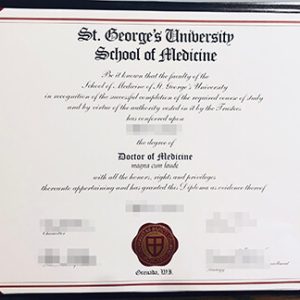 St. George's University
School of Medicine
Be it known that the faculty of the
School of Medicine of St. George's University
in recognition of the successful completion of the required course of study
and by virtue of the authority vested in it by the Trustees
has conferred upon
the degree of
Doctor of Medicine
magna cum laude
with all the honors, rights and privileges
thereunto appertaining and has granted this Diploma as evidence thereof
Chancellor
Grenada, W.I.